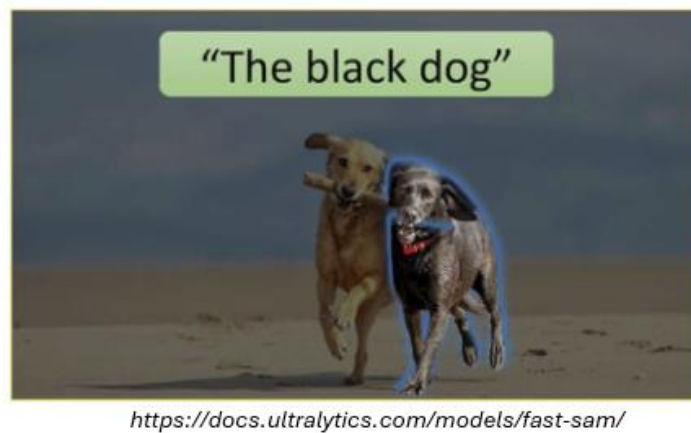 “The black dog”
https://docs.ultralytics.com/models/fast-sam/